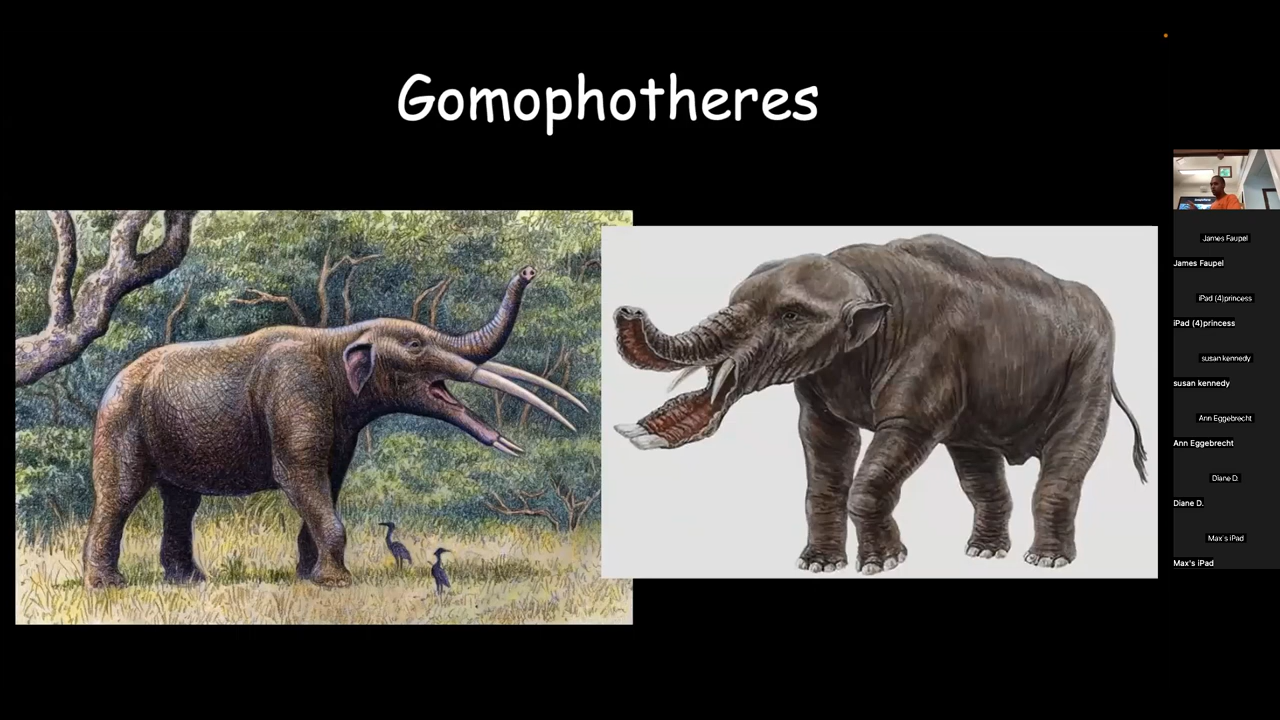 Gomophotheres
James Faupel
James Faupel
iPad (4)princess
iPad (4)princess
susan kennedy
susan kennedy
Ann Eggebrecht
Ann Eggebrecht
Diane D.
Diane D.
Max's iPad
Max's iPad